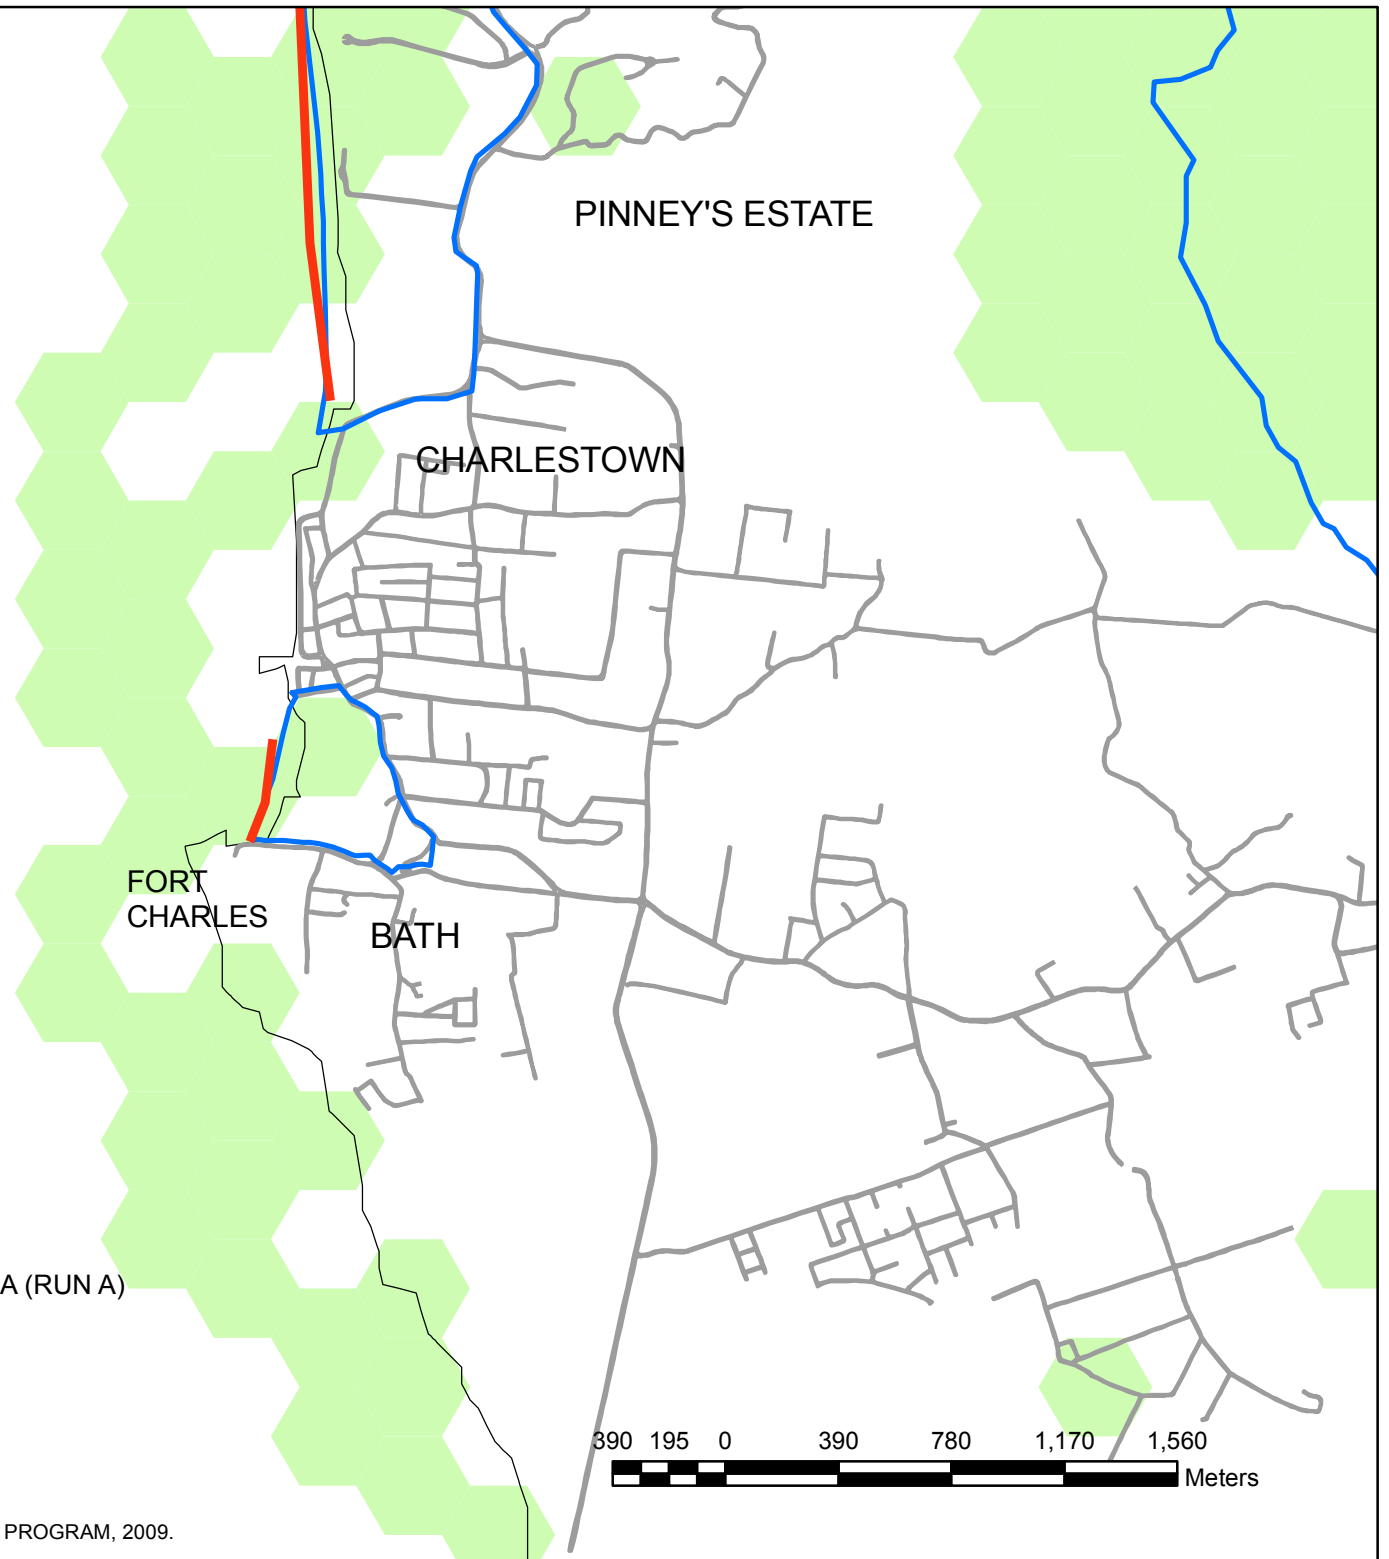 PINNEY'S ESTATE
CHARLESTOWN
FORT
CHARLES
BATH
A (RUN A)
390 195 0 390 780 1,170 1,560
Meters
PROGRAM, 2009.